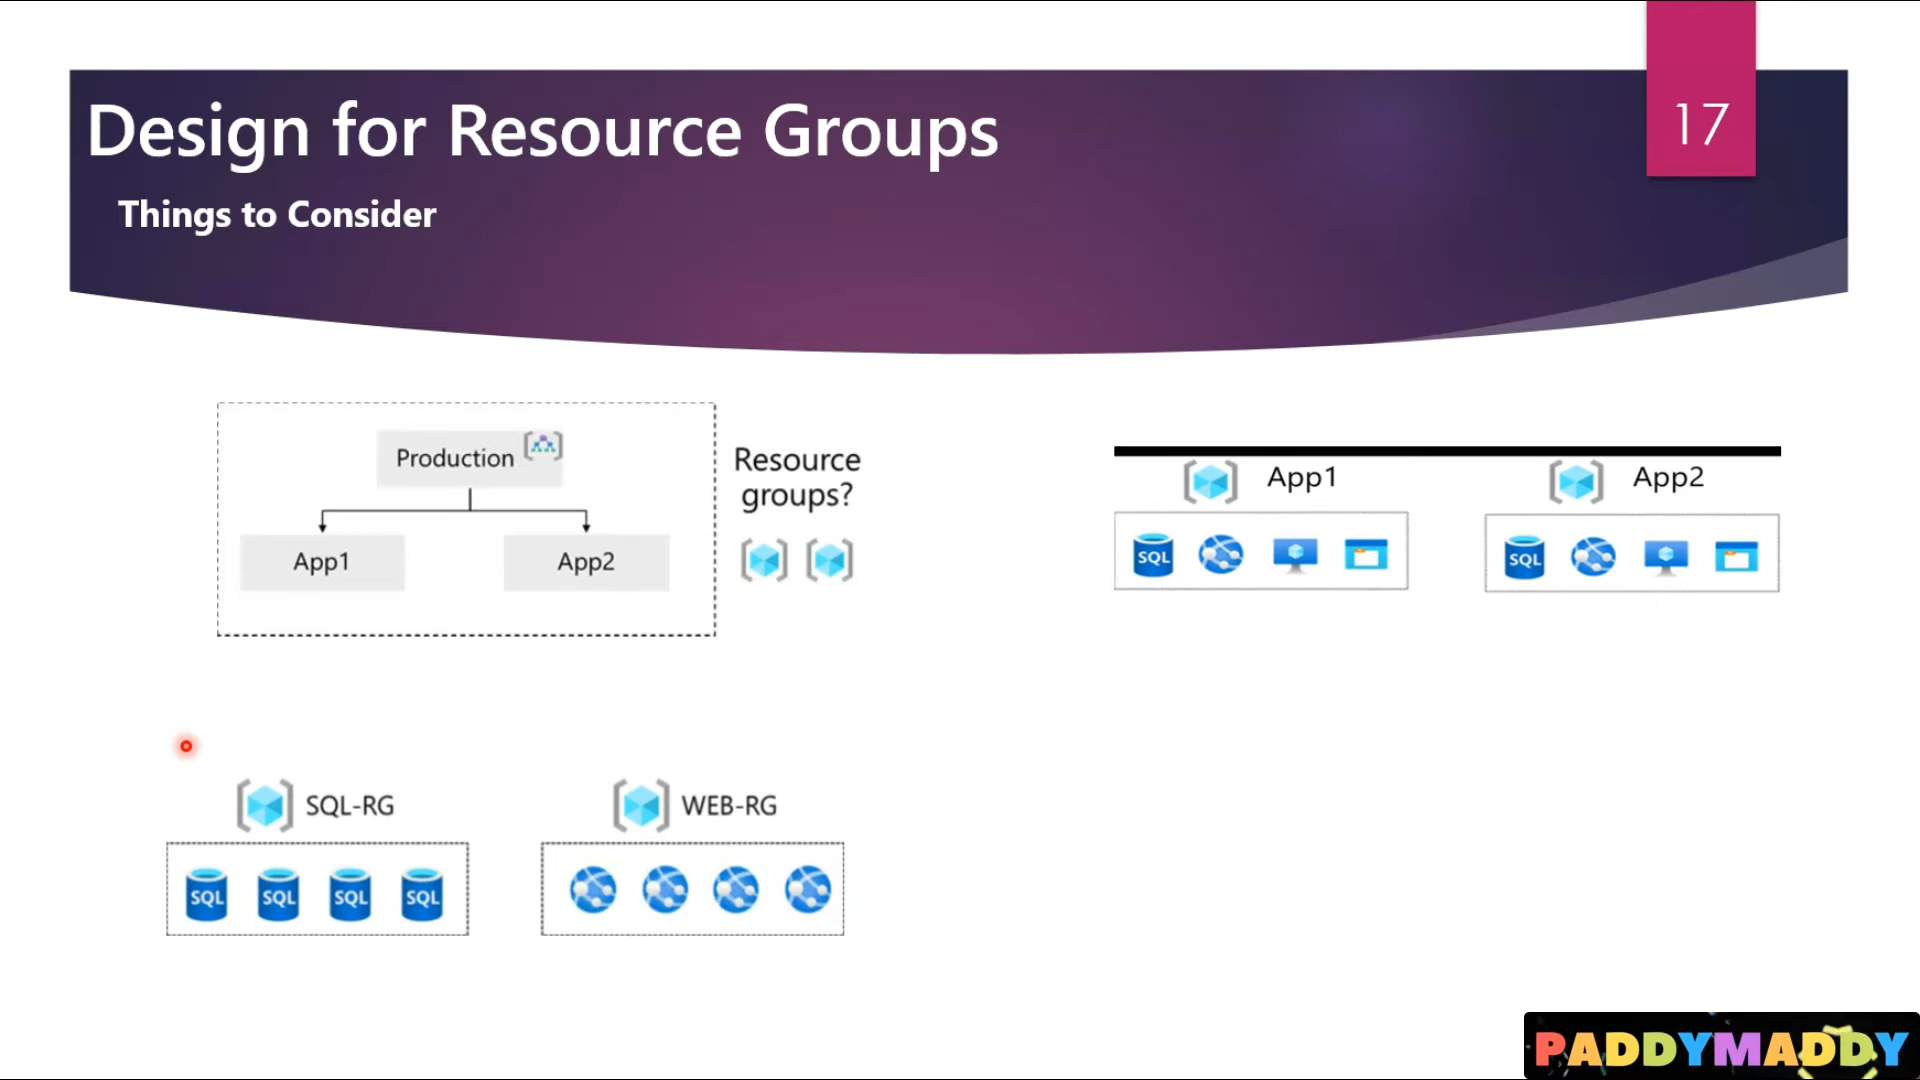 Design for Resource Groups
Things to Consider
17
Production
App1
App2
Resource
groups?
App1
App2
SQL
SQL
SQL-RG
WEB-RG
SQL
SQL
SQL
SQL
PADDYMADDY